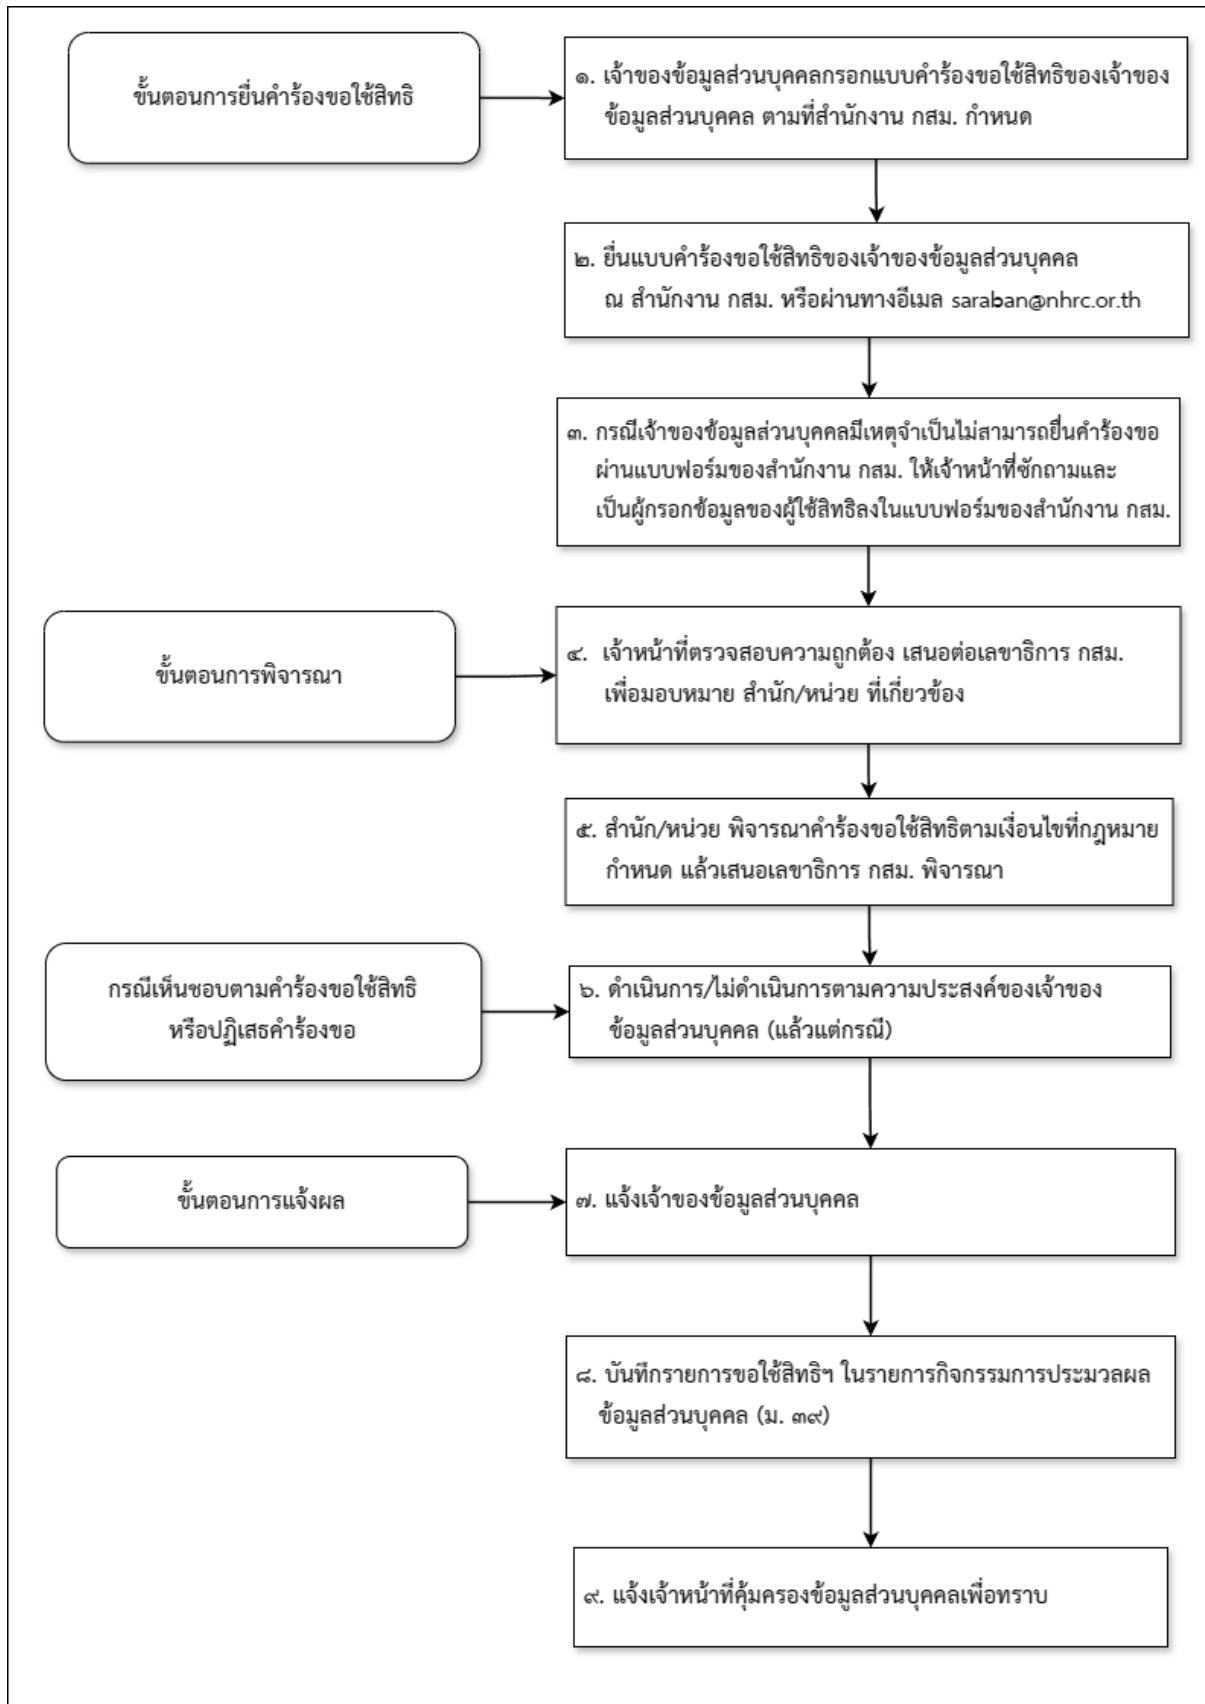 ขั้นตอนการยื่นคำร้องขอใช้สิทธิ
๑. เจ้าของข้อมูลส่วนบุคคลกรอกแบบคำร้องขอใช้สิทธิของเจ้าของ
ข้อมูลส่วนบุคคล ตามที่สำนักงาน กสม. กำหนด
๒. ยื่นแบบคำร้องขอใช้สิทธิของเจ้าของข้อมูลส่วนบุคคล
ณ สำนักงาน กสม. หรือผ่านทางอีเมล saraban@nhrc.or.th
๓. กรณีเจ้าของข้อมูลส่วนบุคคลมีเหตุจำเป็นไม่สามารถยื่นคำร้องขอ
ผ่านแบบฟอร์มของสำนักงาน กสม. ให้เจ้าหน้าที่ซักถามและ
เป็นผู้กรอกข้อมูลของผู้ใช้สิทธิลงในแบบฟอร์มของสำนักงาน กสม.
ขั้นตอนการพิจารณา
๔. เจ้าหน้าที่ตรวจสอบความถูกต้อง เสนอต่อเลขาธิการ กสม.
เพื่อมอบหมาย สำนัก/หน่วย ที่เกี่ยวข้อง
๕. สำนัก/หน่วย พิจารณาคำร้องขอใช้สิทธิตามเงื่อนไขที่กฎหมาย
กำหนด แล้วเสนอเลขาธิการ กสม. พิจารณา
กรณีเห็นชอบตามคำร้องขอใช้สิทธิ
หรือปฏิเสธคำร้องขอ
๖. ดำเนินการ/ไม่ดำเนินการตามความประสงค์ของเจ้าของ
ข้อมูลส่วนบุคคล (แล้วแต่กรณี)
ขั้นตอนการแจ้งผล
๗. แจ้งเจ้าของข้อมูลส่วนบุคคล
๘. บันทึกรายการขอใช้สิทธิฯ ในรายการกิจกรรมการประมวลผล
ข้อมูลส่วนบุคคล (ม. ๓๙)
๙. แจ้งเจ้าหน้าที่คุ้มครองข้อมูลส่วนบุคคลเพื่อทราบ